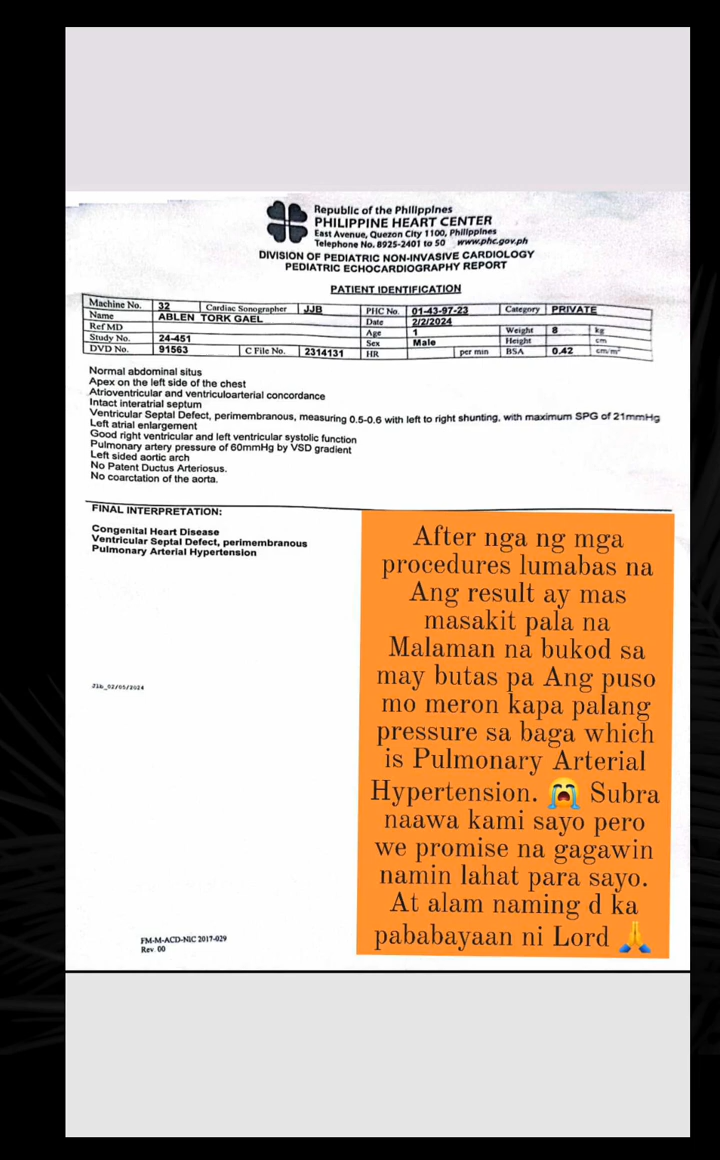 Republic of the Philippines
PHILIPPINE HEART CENTER
East Avenue, Quezon City 1100, Philippines
Telephone No. 8925-2401 to 50 www.phc.gov.ph
DIVISION OF PEDIATRIC NON-INVASIVE CARDIOLOGY
PEDIATRIC ECHOCARDIOGRAPHY REPORT
PATIENT IDENTIFICATION
Machine No. 32 Cardiac Sonographer JJB PHC No. 01-43-97-23 Category PRIVATE
Name ABLEN TORK GAEL Date 2/2/2024
Ref MD Age 1 Weight 8 kg
Study No. 24-451 Sex Male Height cm
DVD No. 91563 C File No. 2314131 HR per min BSA 0.42 cm/m²
Normal abdominal situs
Apex on the left side of the chest
Atrioventricular and ventriculoarterial concordance
Intact interatrial septum
Ventricular Septal Defect, perimembranous, measuring 0.5-0.6 with left to right shunting, with maximum SPG of 21mmHg
Left atrial enlargement
Good right ventricular and left ventricular systolic function
Pulmonary artery pressure of 60mmHg by VSD gradient
Left sided aortic arch
No Patent Ductus Arteriosus.
No coarctation of the aorta.
FINAL INTERPRETATION:
Congenital Heart Disease
Ventricular Septal Defect, perimembranous
Pulmonary Arterial Hypertension
After nga ng mga
procedures lumabas na
Ang result ay mas
masakit pala na
Malaman na bukod sa
may butas pa Ang puso
mo meron kapa palang
pressure sa baga which
is Pulmonary Arterial
Hypertension. 😭 Subra
naawa kami sayo pero
we promise na gagawin
namin lahat para sayo.
At alam naming d ka
pababayaan ni Lord 🙏
FM-M-ACD-NIC 2017-029
Rev. 00